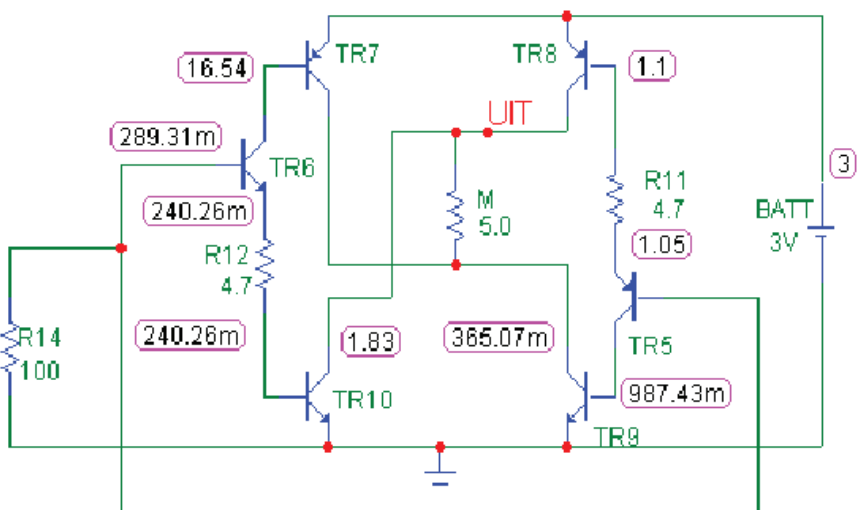 TR7
TR8
16.54
1.1
UIT
289.31m
TR6
3
R11
4.7
M
5.0
240.26m
BATT
3V
R12
4.7
1.05
240.26m
1.83
365.07m
TR5
R14
100
TR10
987.43m
TR9